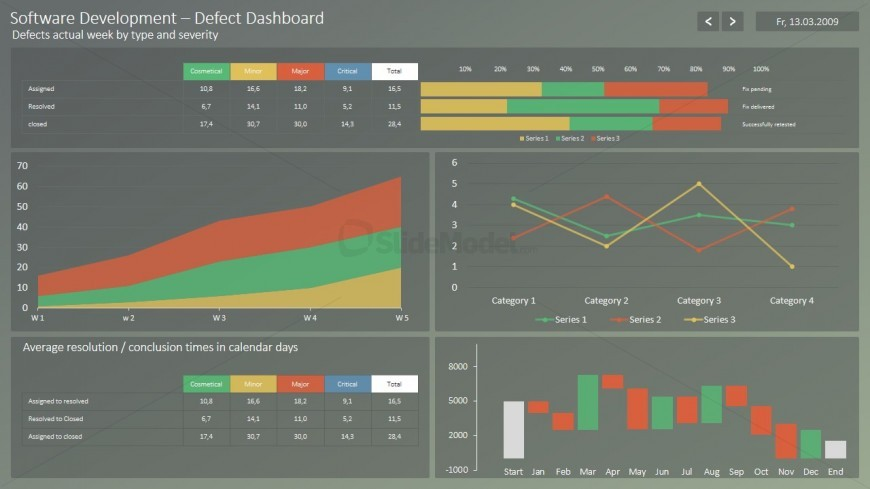 Software Development – Defect Dashboard
Defects actual week by type and severity
< > Fr, 13.03.2009
Cosmetical Minor Major Critical Total
Assigned 10,8 16,6 18,2 9,1 16,5
Resolved 6,7 14,1 11,0 5,2 11,5
closed 17,4 30,7 30,0 14,3 28,4
10% 20% 30% 40% 50% 60% 70% 80% 90% 100%
Fix pending
Fix delivered
Successfully retested
Series 1 Series 2 Series 3
70
60
50
40
30
20
10
0
W 1 w 2 W 3 W 4 W 5
SlideModel
6
5
4
3
2
1
0
Category 1 Category 2 Category 3 Category 4
Series 1 Series 2 Series 3
Average resolution / conclusion times in calendar days
Cosmetical Minor Major Critical Total
Assigned to resolved 10,8 16,6 18,2 9,1 16,5
Resolved to Closed 6,7 14,1 11,0 5,2 11,5
Assigned to closed 17,4 30,7 30,0 14,3 28,4
8000
5000
2000
-1000
Start Jan Feb Mar Apr May Jun Jul Aug Sep Oct Nov Dec End